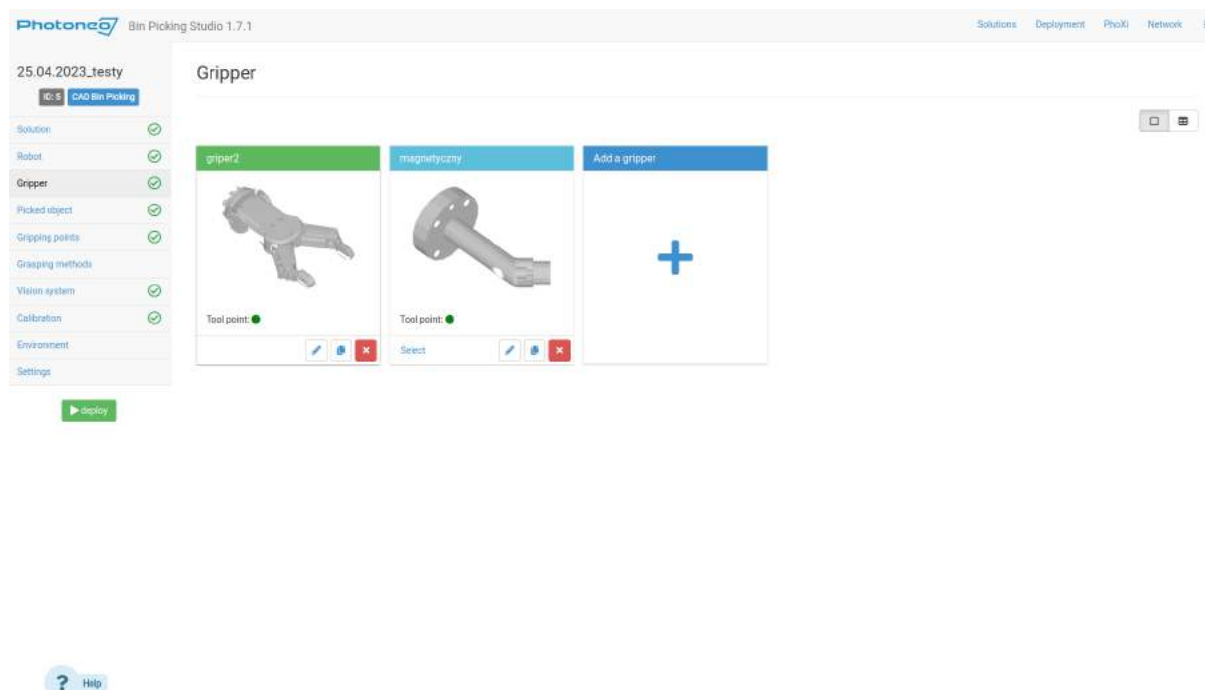 Photoneo Bin Picking Studio 1.7.1
Solutions Deployment PhoXi Network
25.04.2023_testy
ID: 5 CAD Bin Picking
Solution
Robot
Gripper
Picked object
Gripping points
Grasping methods
Vision system
Calibration
Environment
Settings
deploy
Gripper
griper2
Tool point:
magnetyczny
Tool point:
Select
Add a gripper
? Help